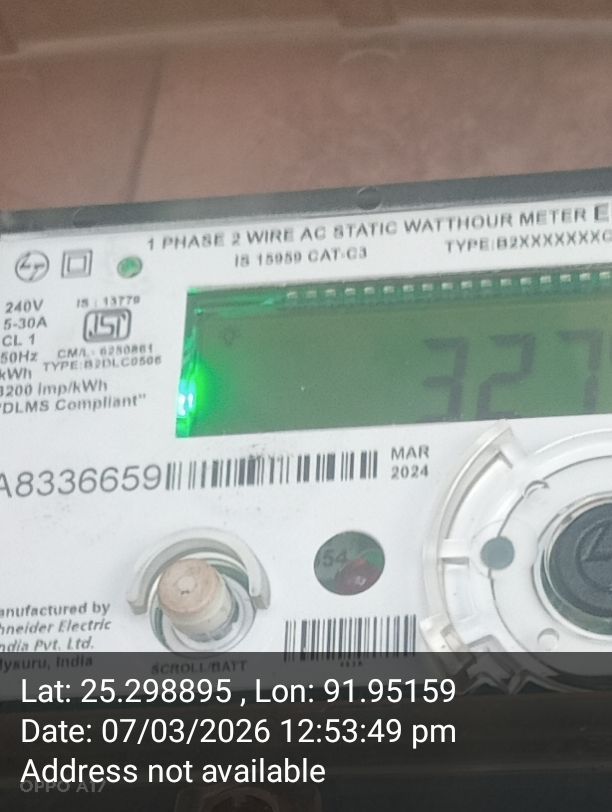 1 PHASE 2 WIRE AC STATIC WATTHOUR METER E
IS 15959 CAT-C3
TYPE:B2XXXXXXXC
240V
5-30A
CL 1
50Hz
kWh
3200 imp/kWh
"DLMS Compliant"
IS : 13779
ISI
CM/L - 6250861
TYPE:B2DLC0506
327
A8336659
MAR
2024
54
anufactured by
hneider Electric
ndia Pvt. Ltd.
Mysuru, India
SCROLL/BATT
Lat: 25.298895 , Lon: 91.95159
Date: 07/03/2026 12:53:49 pm
Address not available
OPPO A17